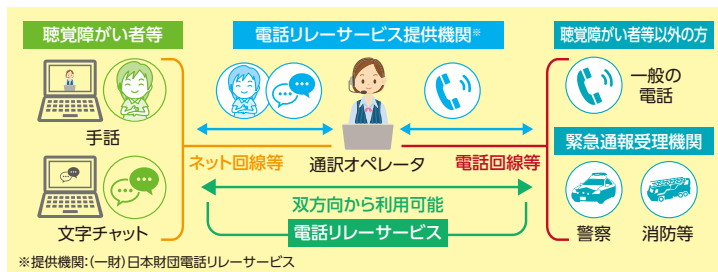 聴覚障がい者等
電話リレーサービス提供機関※
聴覚障がい者等以外の方
手話
文字チャット
ネット回線等
通訳オペレータ
電話回線等
一般の
電話
緊急通報受理機関
警察
消防等
双方向から利用可能
電話リレーサービス
※提供機関:(一財)日本財団電話リレーサービス